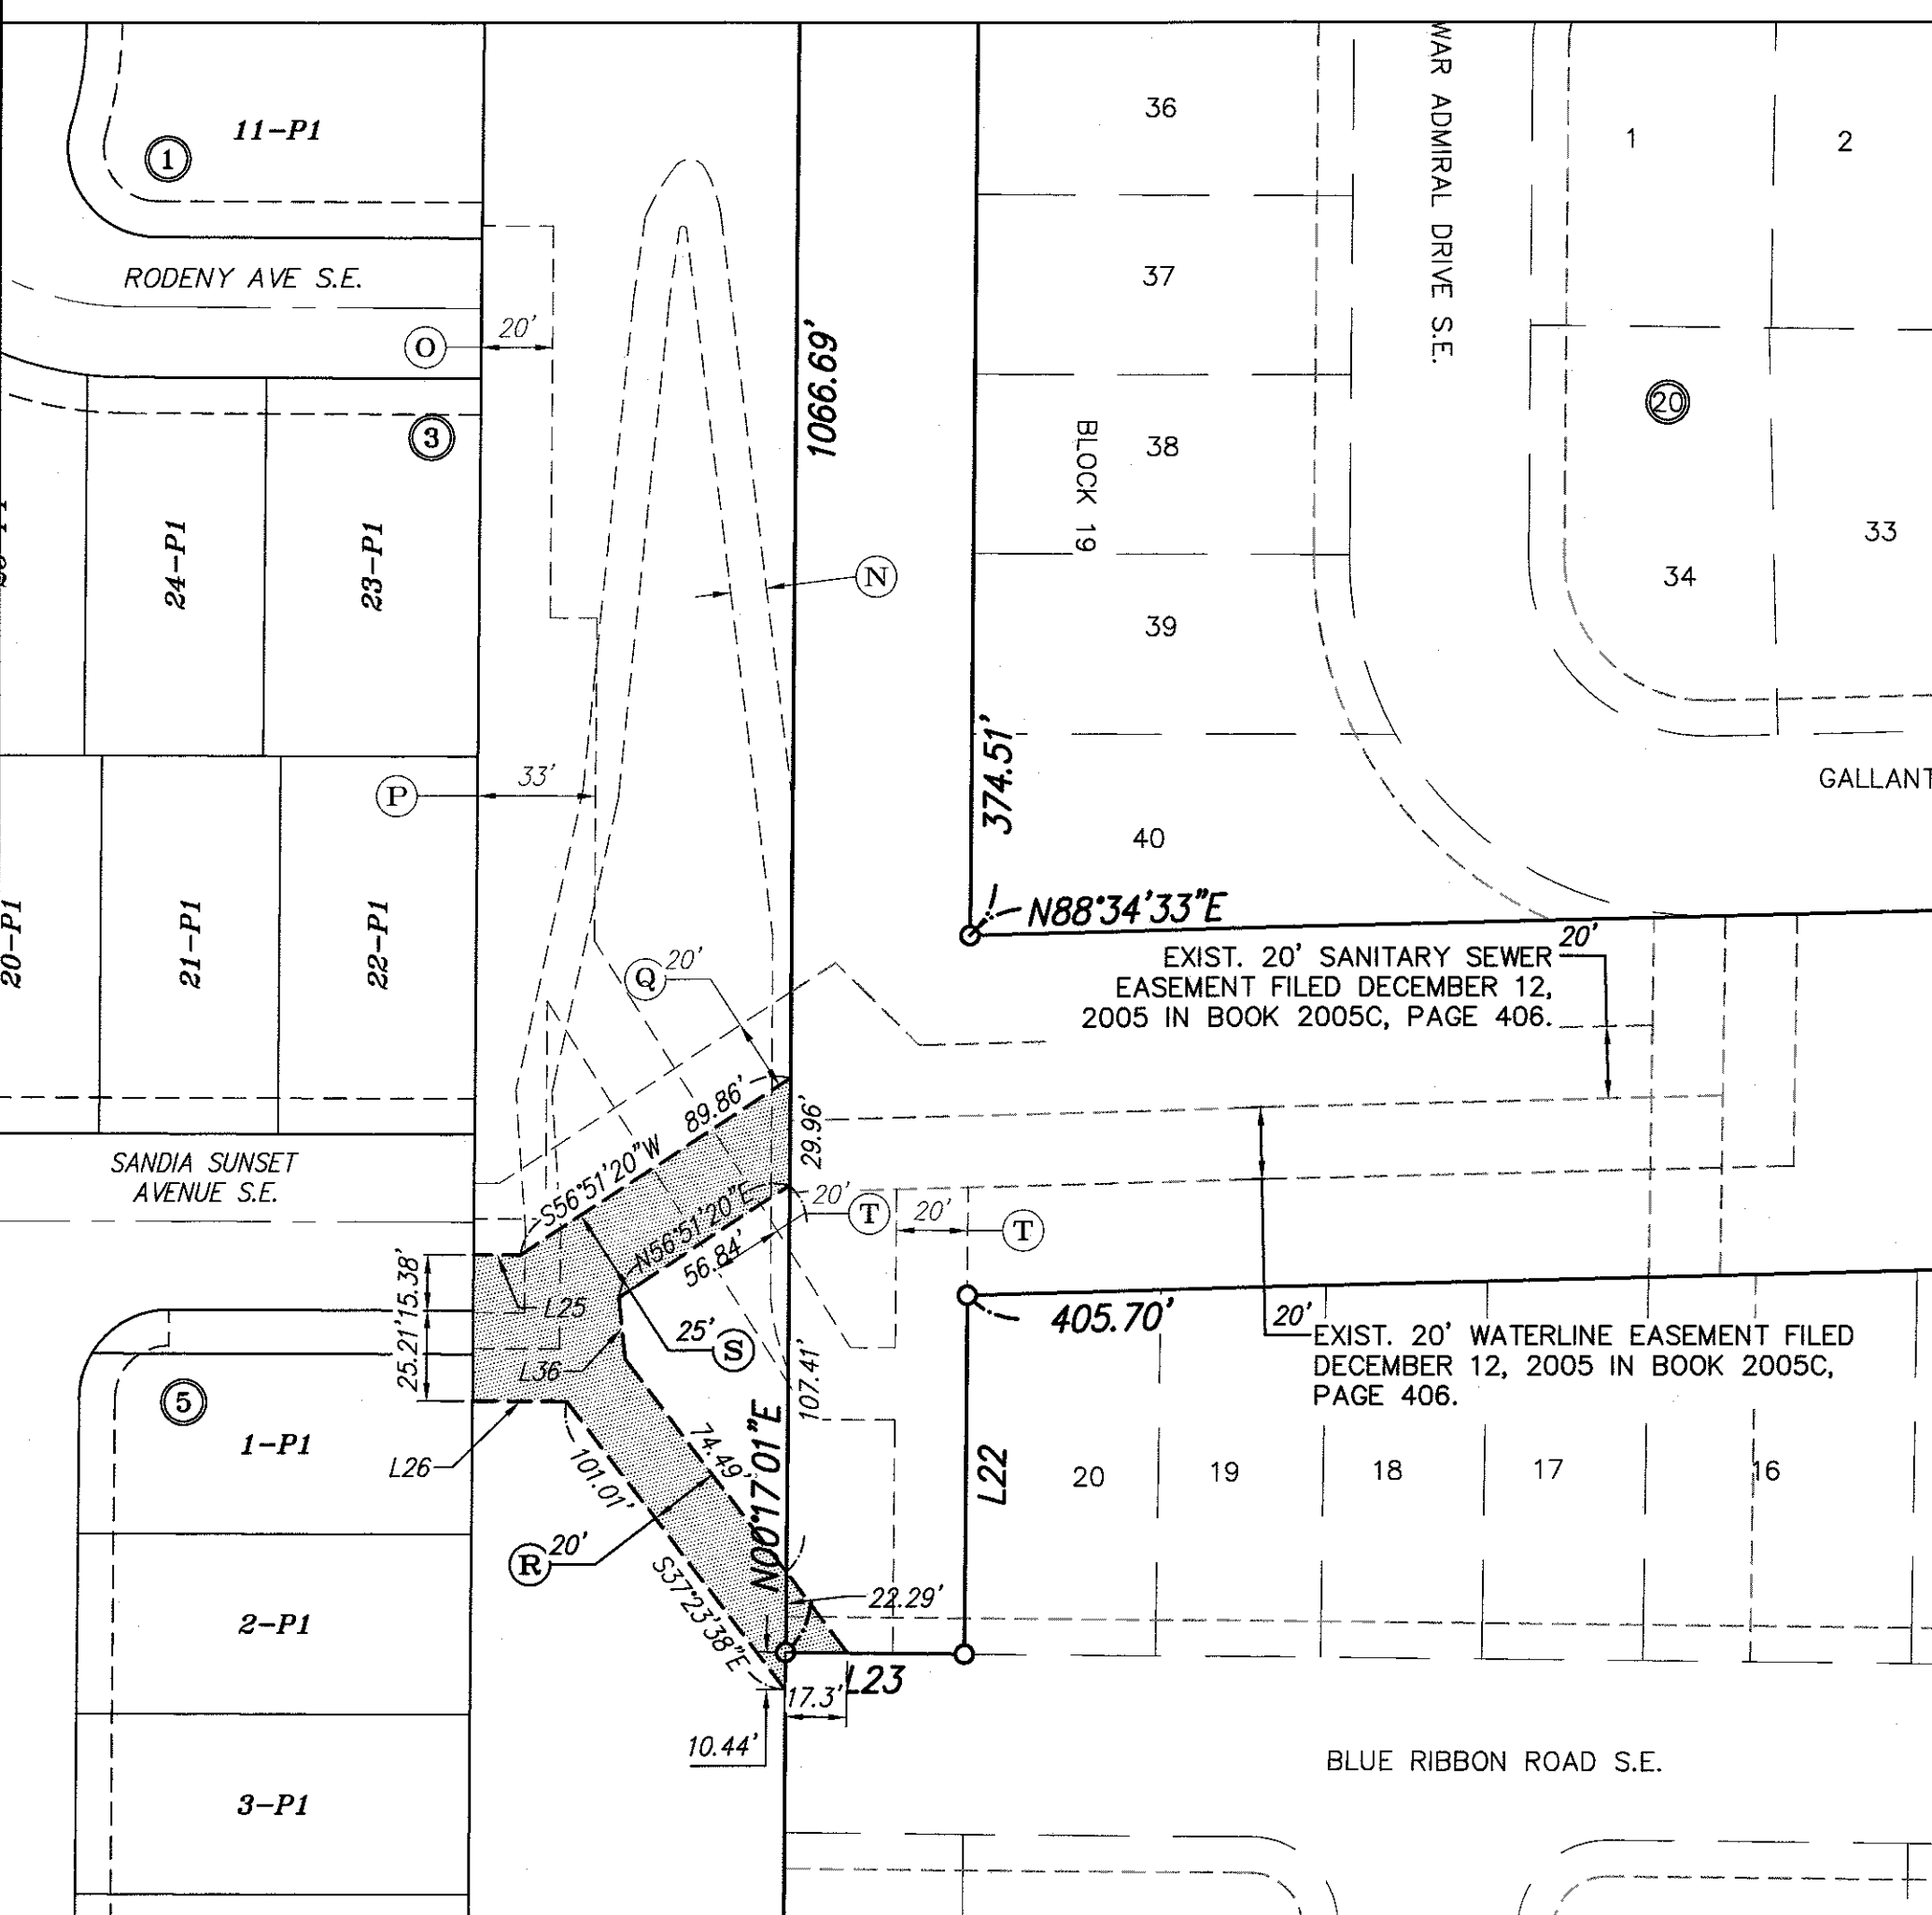 WAR ADMIRAL DRIVE S.E.
36
11-P1
1
1
2
RODENY AVE S.E.
37
20'
O
1066.69'
20
3
BLOCK 19
38
24-P1
23-P1
N
33
34
39
374.51'
33'
P
GALLANT
40
20-P1
21-P1
22-P1
N88°34'33"E
20'
EXIST. 20' SANITARY SEWER
EASEMENT FILED DECEMBER 12,
2005 IN BOOK 2005C, PAGE 406.
Q
20'
89.86'
29.96'
S56°51'20"W
SANDIA SUNSET
AVENUE S.E.
N56°51'20"E
56.84'
20'
T
20'
T
15.38'
L25
25'
S
405.70'
20'
EXIST. 20' WATERLINE EASEMENT FILED
DECEMBER 12, 2005 IN BOOK 2005C,
PAGE 406.
25.21'
L36
107.41'
5
1-P1
L26
101.01'
74.49'
N00°17'01"E
L22
20
19
18
17
16
R
20'
S37°23'38"E
22.29'
2-P1
L23
17.3'
10.44'
BLUE RIBBON ROAD S.E.
3-P1